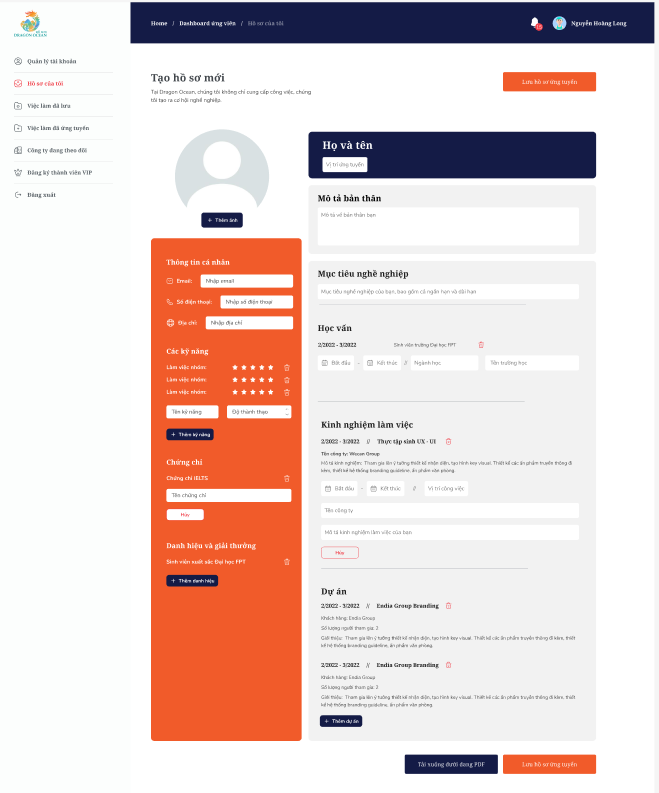 DRAGON OCEAN
Home / Dashboard ứng viên / Hồ sơ của tôi
Nguyễn Hoàng Long
Quản lý tài khoản
Hồ sơ của tôi
Việc làm đã lưu
Việc làm đã ứng tuyển
Công ty đang theo dõi
Đăng ký thành viên VIP
Đăng xuất
Tạo hồ sơ mới
Tại Dragon Ocean, chúng tôi không chỉ cung cấp công việc, chúng
tôi tạo ra cơ hội nghề nghiệp.
Lưu hồ sơ ứng tuyển
+ Thêm ảnh
Thông tin cá nhân
Email: Nhập email
Số điện thoại: Nhập số điện thoại
Địa chỉ: Nhập địa chỉ
Các kỹ năng
Làm việc nhóm:
Làm việc nhóm:
Làm việc nhóm:
Tên kỹ năng Độ thành thạo
+ Thêm kỹ năng
Chứng chỉ
Chứng chỉ IELTS
Tên chứng chỉ
Hủy
Danh hiệu và giải thưởng
Sinh viên xuất sắc Đại học FPT
+ Thêm danh hiệu
Họ và tên
Vị trí ứng tuyển
Mô tả bản thân
Mô tả về bản thân bạn
Mục tiêu nghề nghiệp
Mục tiêu nghề nghiệp của bạn, bao gồm cả ngắn hạn và dài hạn
Học vấn
2/2022 - 3/2022 Sinh viên trường Đại học FPT
Bắt đầu - Kết thúc // Ngành học Tên trường học
Kinh nghiệm làm việc
2/2022 - 3/2022 // Thực tập sinh UX - UI
Tên công ty: Wecan Group
Mô tả kinh nghiệm: Tham gia lên ý tưởng thiết kế nhận diện, tạo hình key visual. Thiết kế các ấn phẩm truyền thông đi
kèm, thiết kế hệ thống branding guideline, ấn phẩm văn phòng.
Bắt đầu - Kết thúc // Vị trí công việc
Tên công ty
Mô tả kinh nghiệm làm việc của bạn
Hủy
Dự án
2/2022 - 3/2022 // Endia Group Branding
Khách hàng: Endia Group
Số lượng người tham gia: 3
Giới thiệu: Tham gia lên ý tưởng thiết kế nhận diện, tạo hình key visual. Thiết kế các ấn phẩm truyền thông đi kèm, thiết
kế hệ thống branding guideline, ấn phẩm văn phòng.
2/2022 - 3/2022 // Endia Group Branding
Khách hàng: Endia Group
Số lượng người tham gia: 2
Giới thiệu: Tham gia lên ý tưởng thiết kế nhận diện, tạo hình key visual. Thiết kế các ấn phẩm truyền thông đi kèm, thiết
kế hệ thống branding guideline, ấn phẩm văn phòng.
+ Thêm dự án
Tải xuống dưới dạng PDF
Lưu hồ sơ ứng tuyển